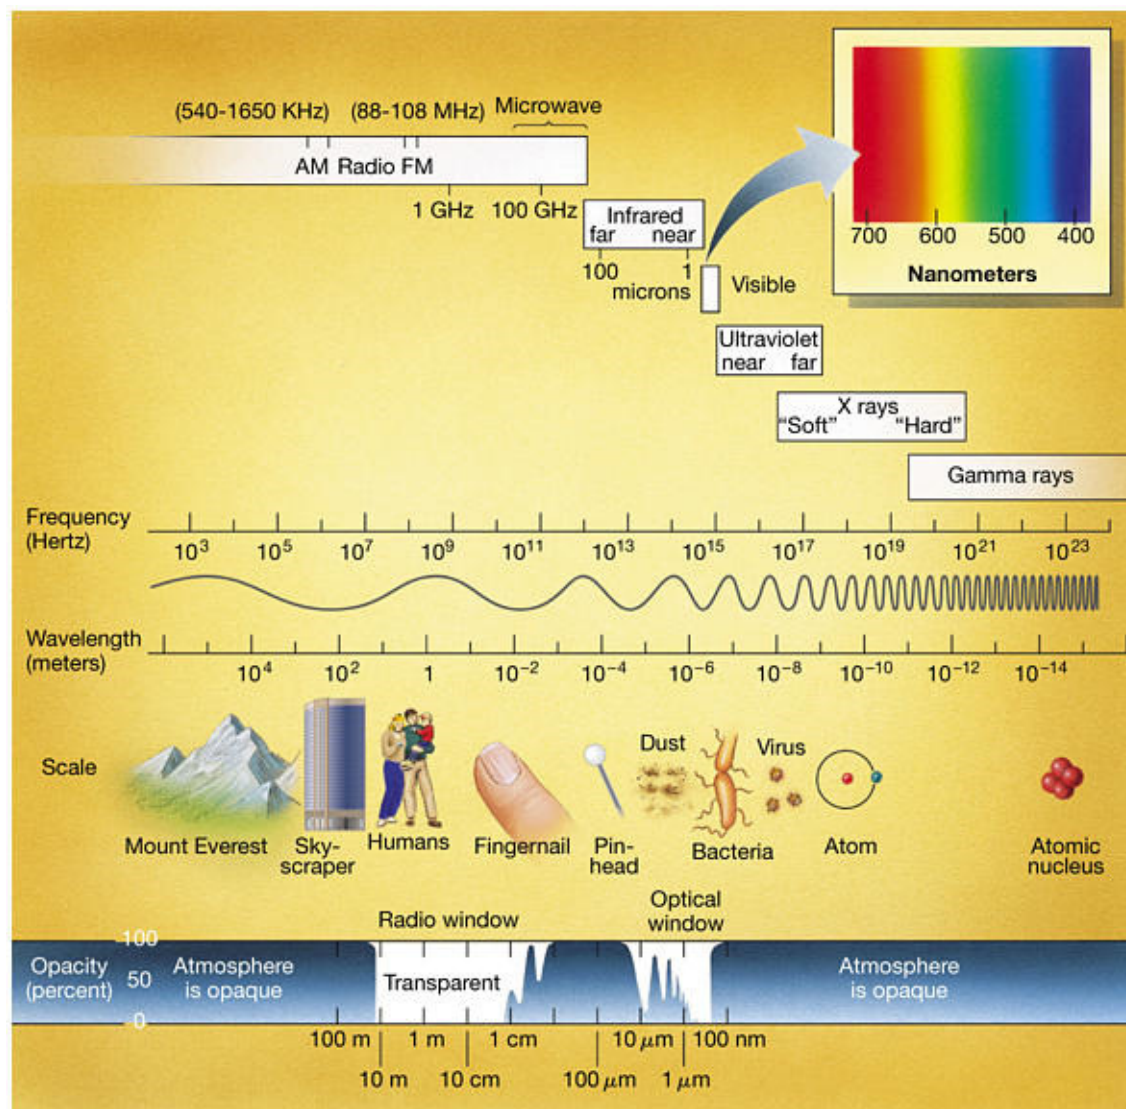 (540-1650 KHz) (88-108 MHz) Microwave
AM Radio FM
1 GHz 100 GHz
Infrared
far near
100 1
microns
Visible
700 600 500 400
Nanometers
Ultraviolet
near far
X rays
“Soft” “Hard”
Gamma rays
Frequency
(Hertz)
10³ 10⁵ 10⁷ 10⁹ 10¹¹ 10¹³ 10¹⁵ 10¹⁷ 10¹⁹ 10²¹ 10²³
Wavelength
(meters)
10⁴ 10² 1 10⁻² 10⁻⁴ 10⁻⁶ 10⁻⁸ 10⁻¹⁰ 10⁻¹² 10⁻¹⁴
Scale
Dust Virus
Mount Everest
Sky-
scraper
Humans
Fingernail
Pin-
head
Bacteria
Atom
Atomic
nucleus
Radio window
Optical
window
Opacity
(percent)
100
50
0
Atmosphere
is opaque
Transparent
Atmosphere
is opaque
100 m 1 m 1 cm 10 μm 100 nm
10 m 10 cm 100 μm 1 μm